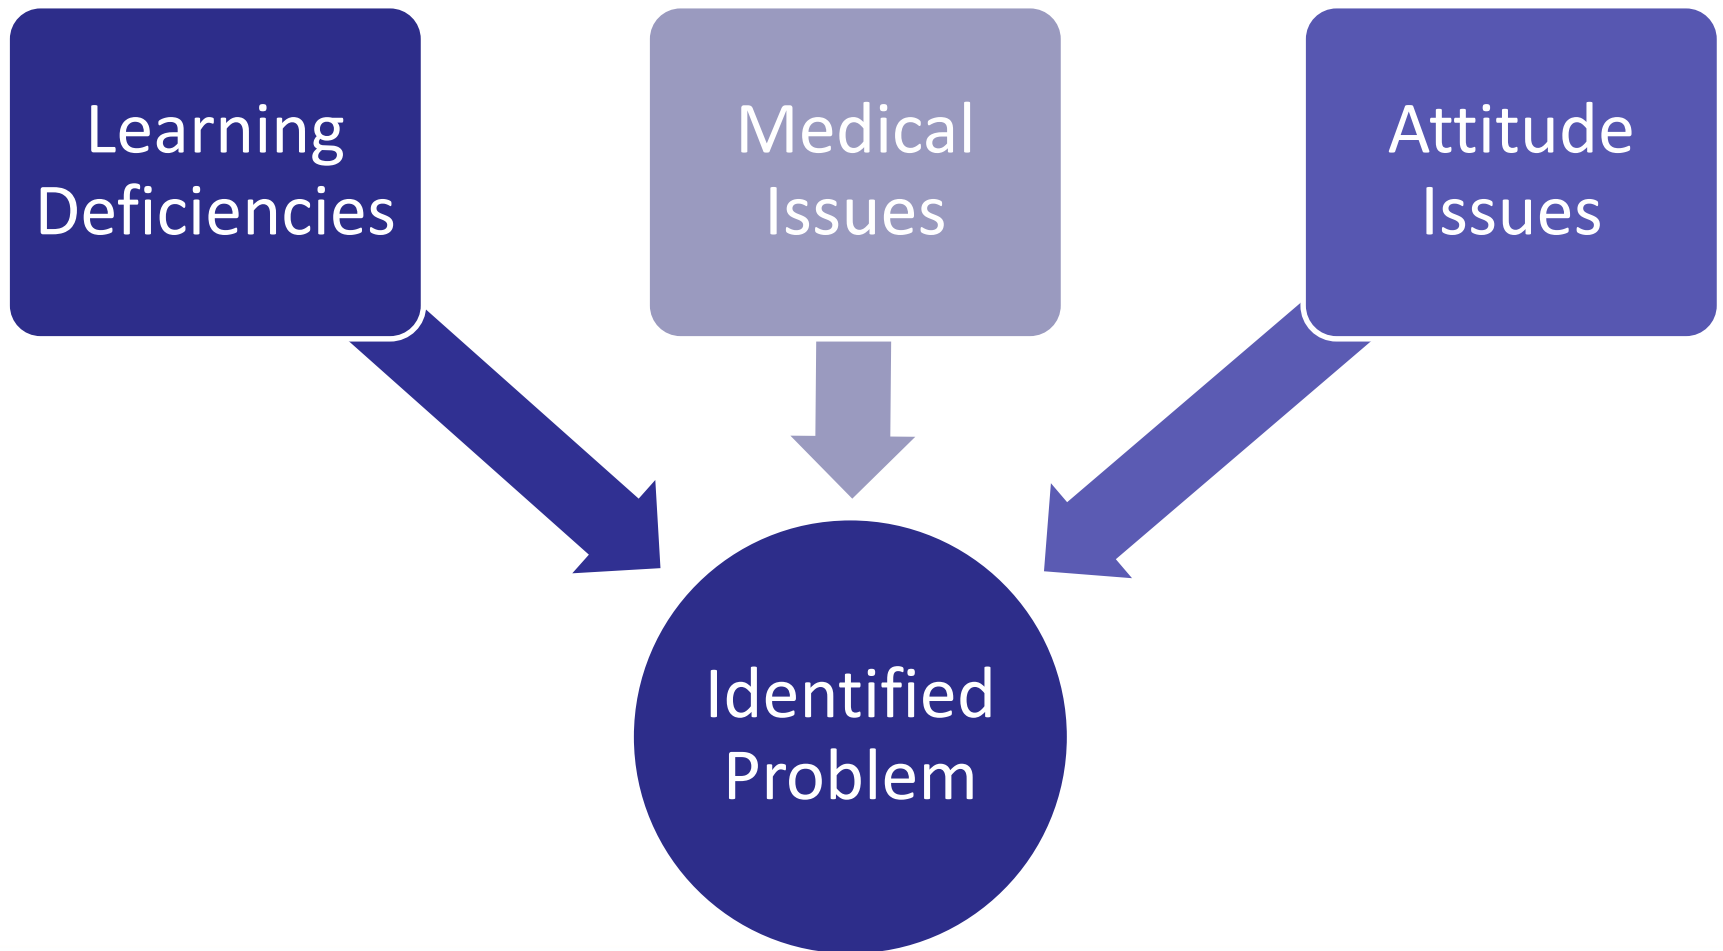 Learning
Deficiencies
Medical
Issues
Attitude
Issues
Identified
Problem